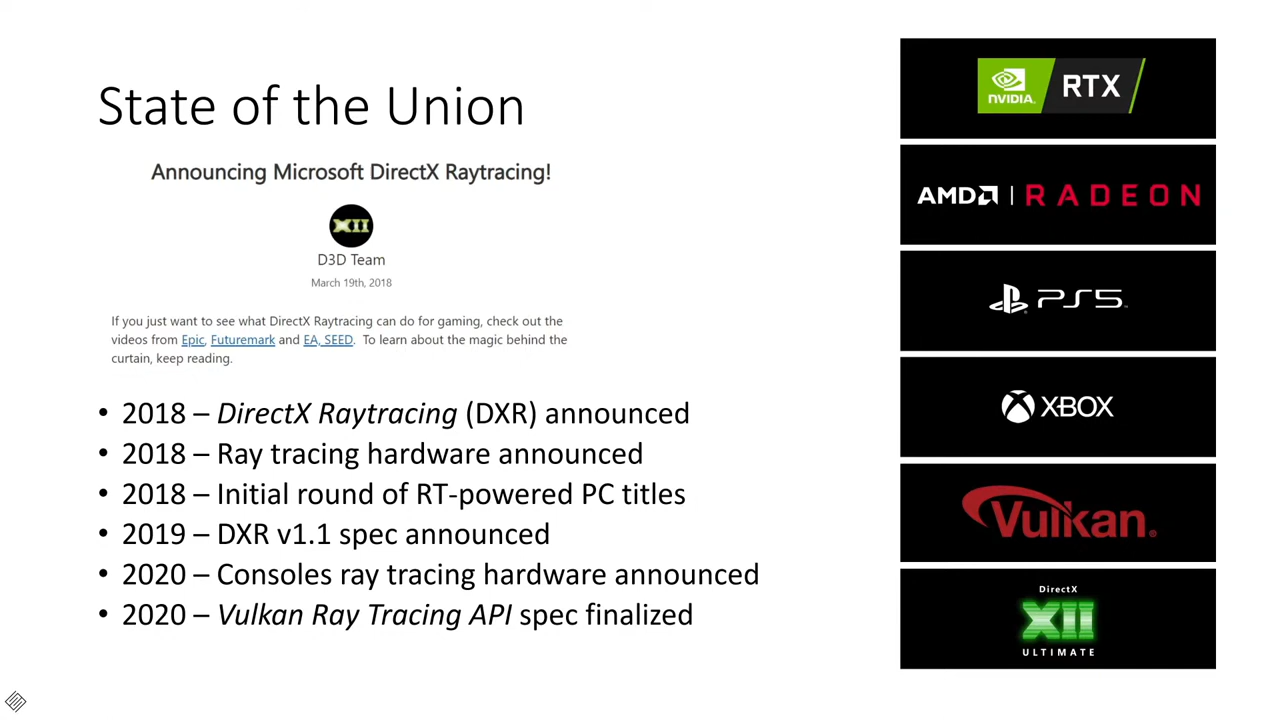 State of the Union
Announcing Microsoft DirectX Raytracing!
XII
D3D Team
March 19th, 2018
If you just want to see what DirectX Raytracing can do for gaming, check out the
videos from Epic, Futuremark and EA, SEED. To learn about the magic behind the
curtain, keep reading.
• 2018 – DirectX Raytracing (DXR) announced
• 2018 – Ray tracing hardware announced
• 2018 – Initial round of RT-powered PC titles
• 2019 – DXR v1.1 spec announced
• 2020 – Consoles ray tracing hardware announced
• 2020 – Vulkan Ray Tracing API spec finalized
NVIDIA. RTX
AMD | RADEON
PS5
XBOX
Vulkan®
DirectX
XII
ULTIMATE